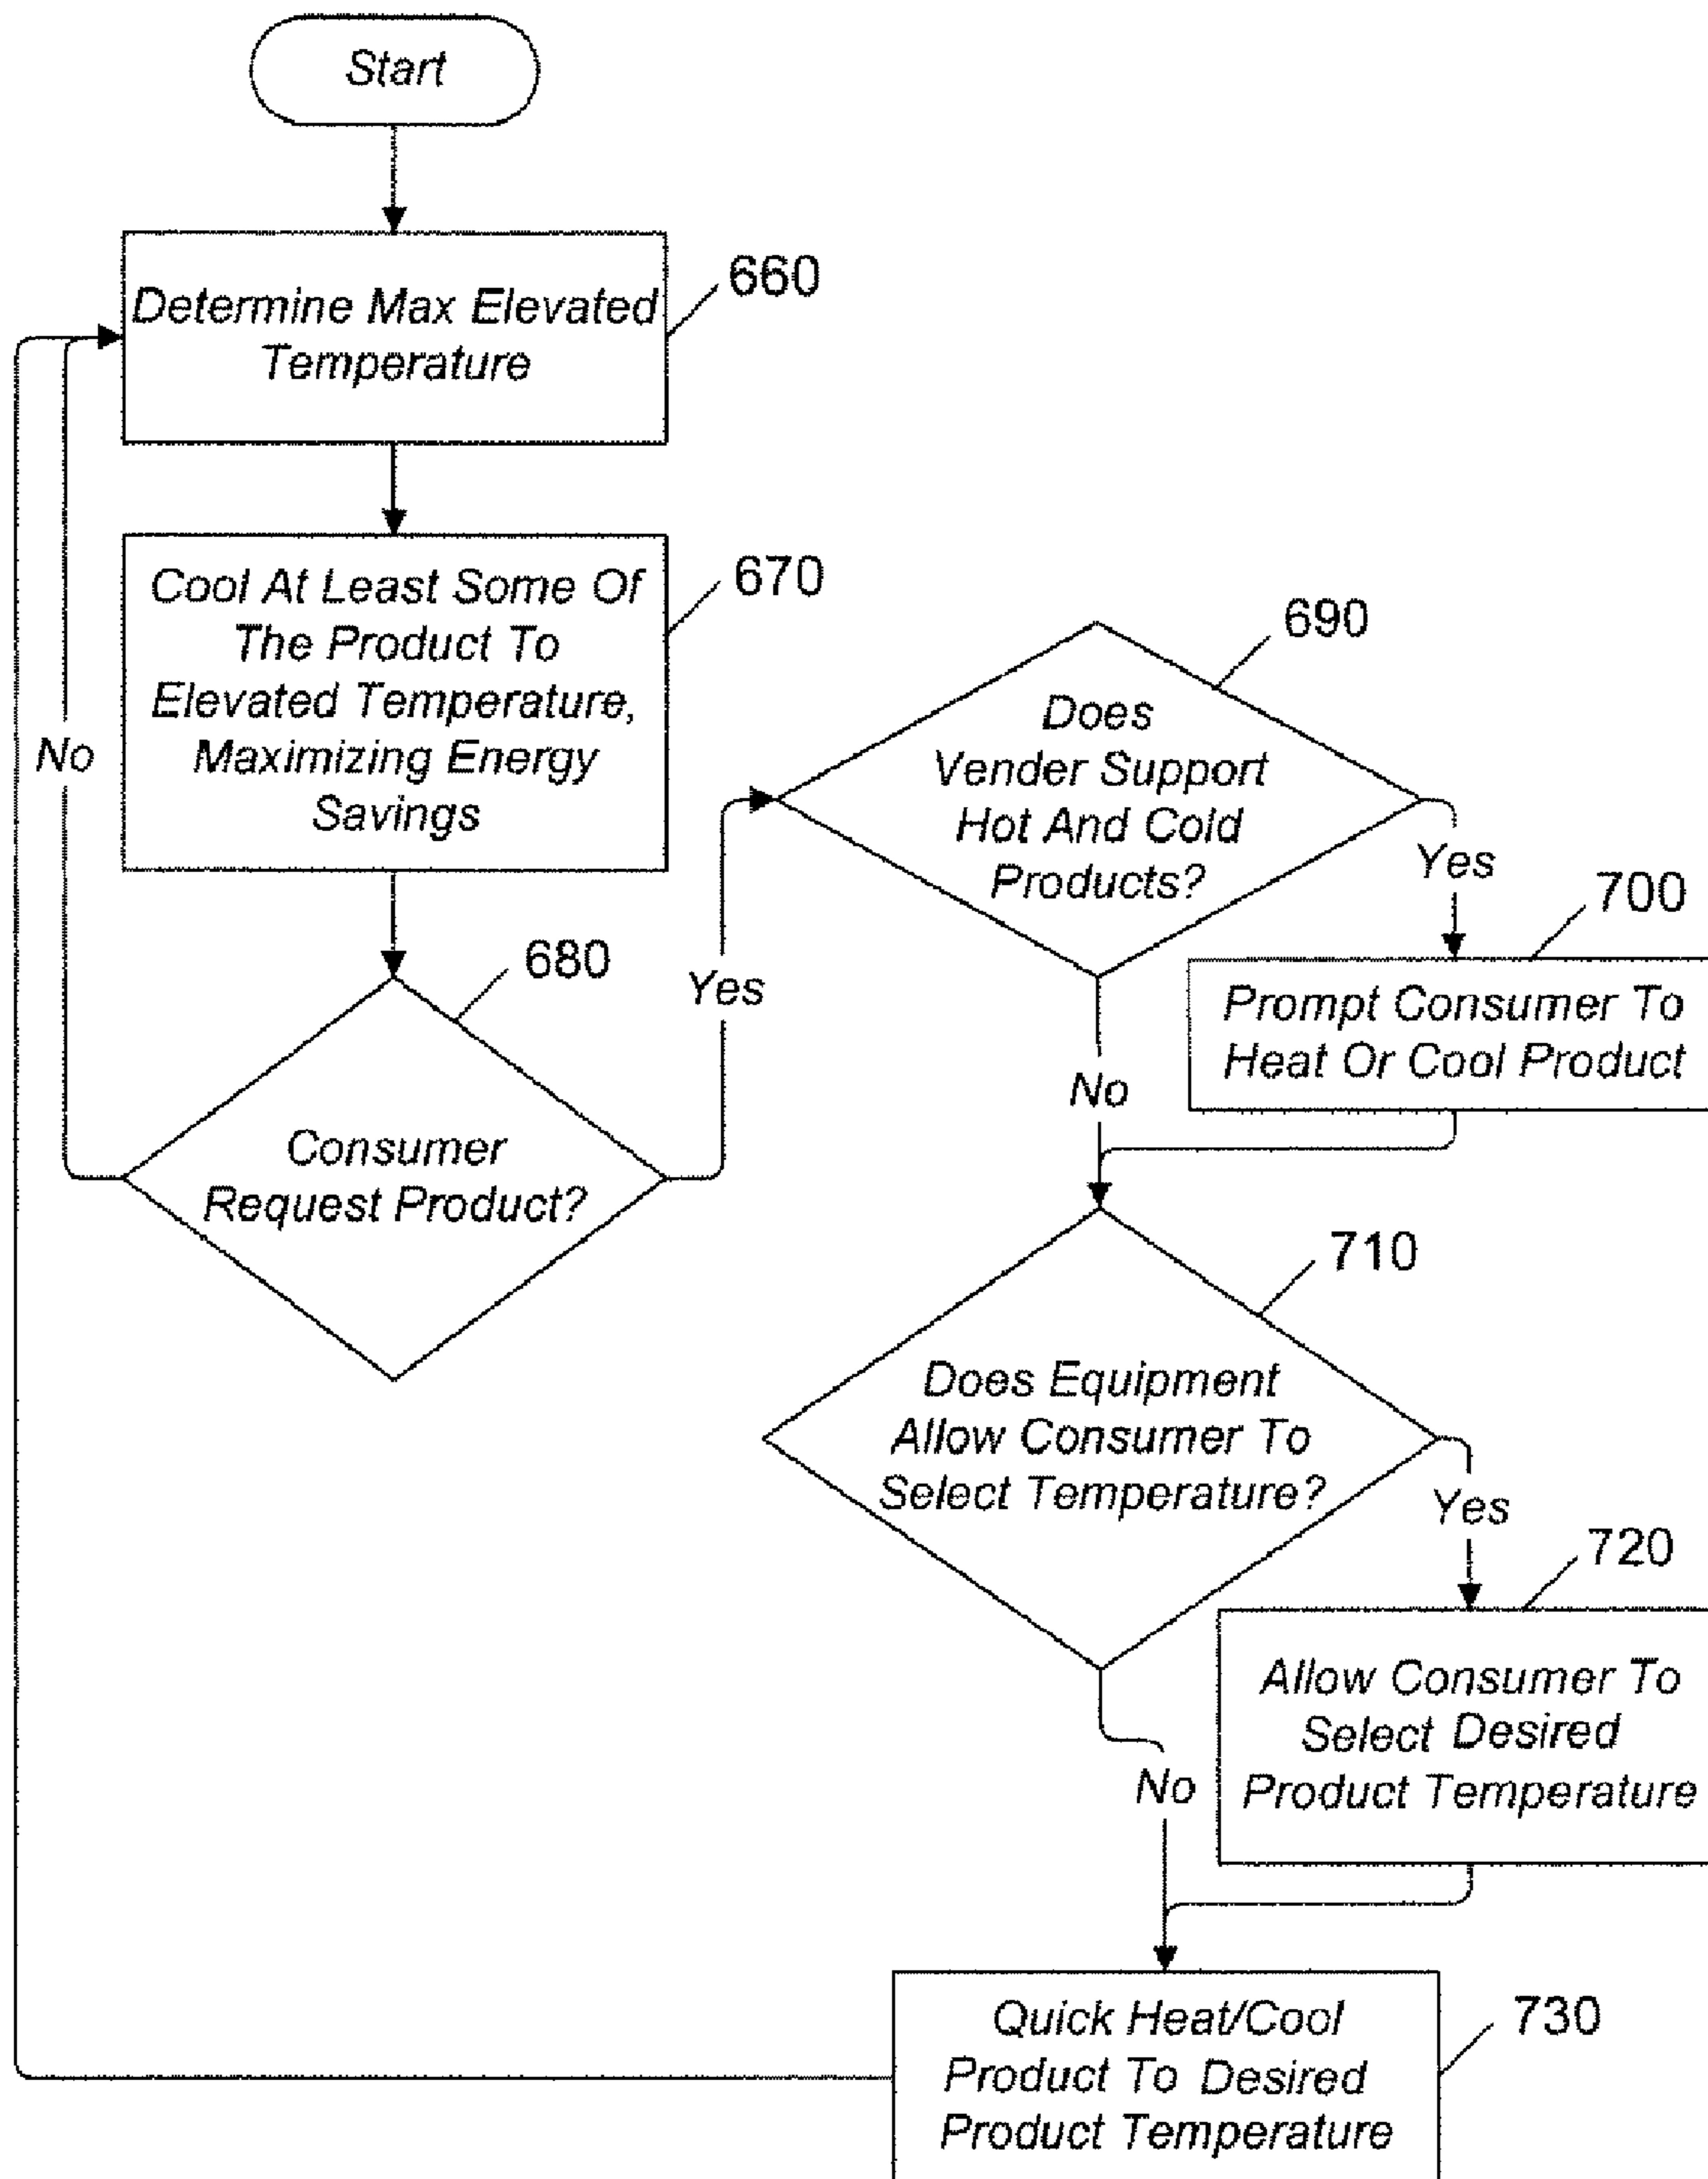 Start
Determine Max Elevated
Temperature
660
Cool At Least Some Of
The Product To
Elevated Temperature,
Maximizing Energy
Savings
670
No
Consumer
Request Product?
680
Yes
Does
Vender Support
Hot And Cold
Products?
690
Yes
No
Prompt Consumer To
Heat Or Cool Product
700
Does Equipment
Allow Consumer To
Select Temperature?
710
Yes
No
Allow Consumer To
Select Desired
Product Temperature
720
Quick Heat/Cool
Product To Desired
Product Temperature
730